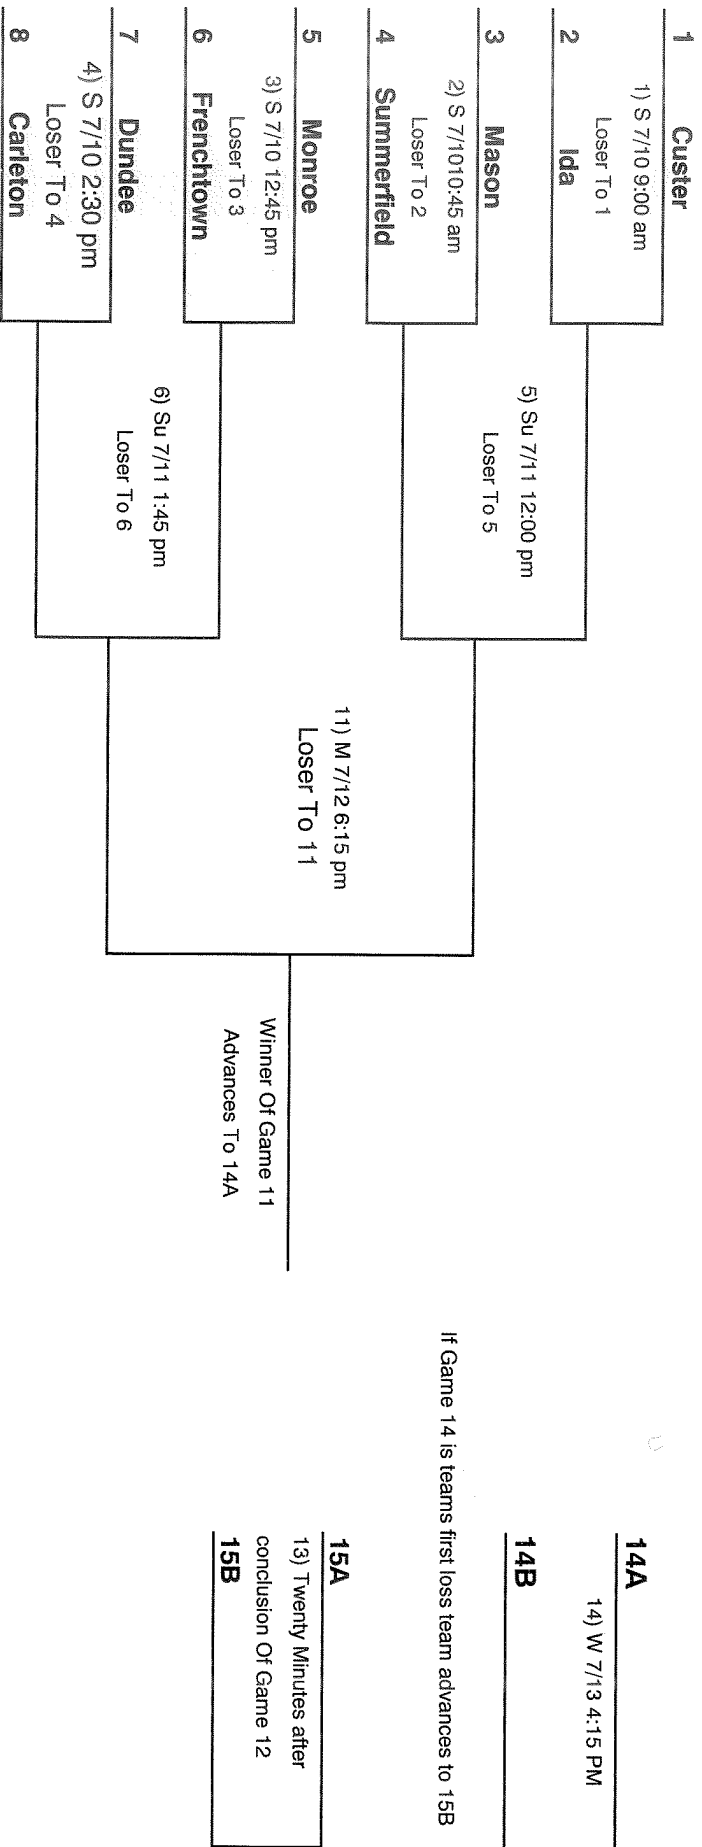 1 Custer
1) S 7/10 9:00 am
Loser To 1
2 Ida
3 Mason
2) S 7/1010:45 am
Loser To 2
4 Summerfield
5 Monroe
3) S 7/10 12:45 pm
Loser To 3
6 Frenchtown
7 Dundee
4) S 7/10 2:30 pm
Loser To 4
8 Carleton
5) Su 7/11 12:00 pm
Loser To 5
6) Su 7/11 1:45 pm
Loser To 6
11) M 7/12 6:15 pm
Loser To 11
Winner Of Game 11
Advances To 14A
14A
14) W 7/13 4:15 PM
14B
If Game 14 is teams first loss team advances to 15B
15A
13) Twenty Minutes after
conclusion Of Game 12
15B